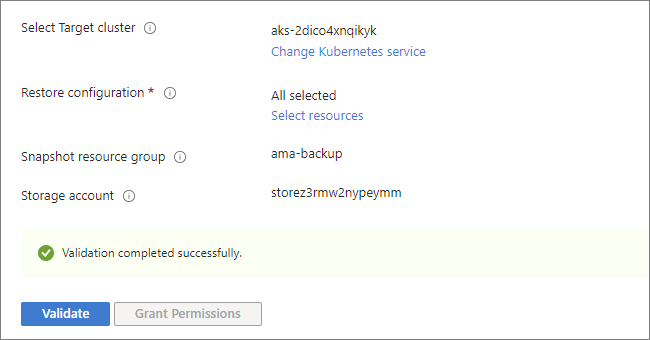 Select Target cluster
aks-2dico4xnqikyk
Change Kubernetes service
Restore configuration *
All selected
Select resources
Snapshot resource group
ama-backup
Storage account
storez3rmw2nypeymm
Validation completed successfully.
Validate
Grant Permissions